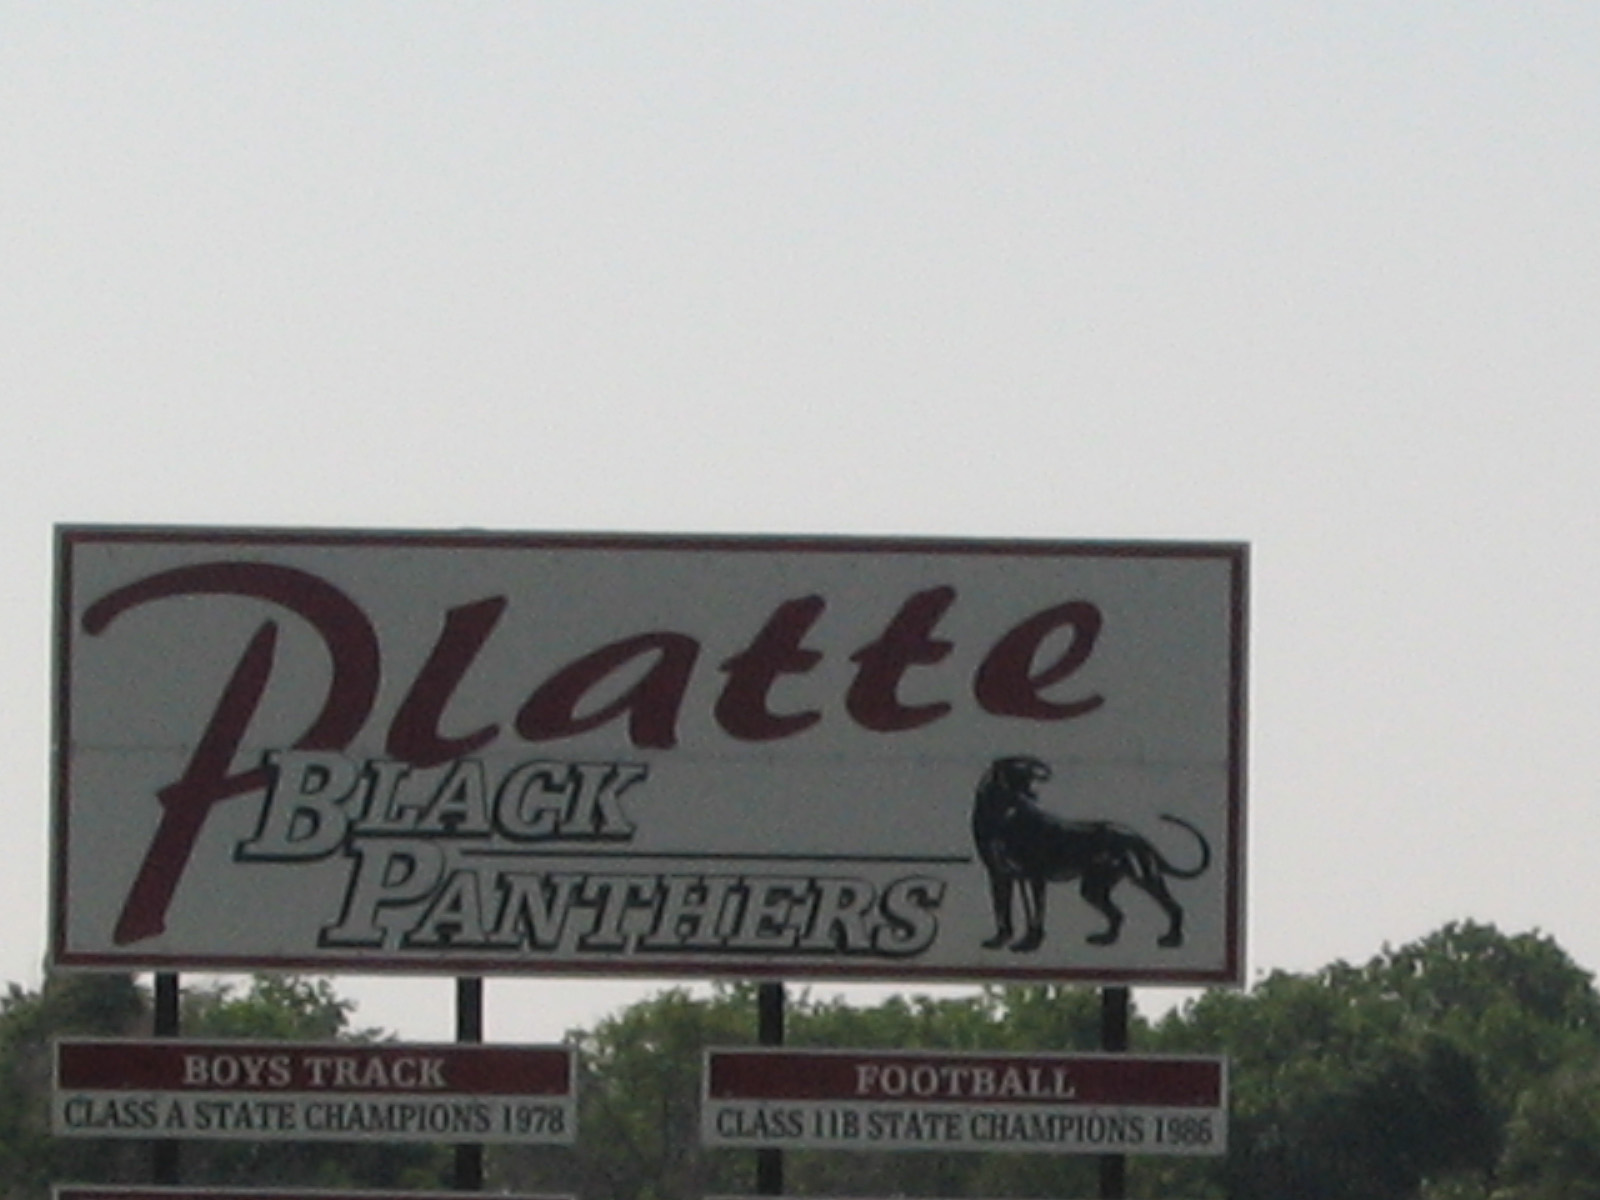 Platte
BLACK
PANTHERS
BOYS TRACK
CLASS A STATE CHAMPIONS 1978
FOOTBALL
CLASS 11B STATE CHAMPIONS 1986